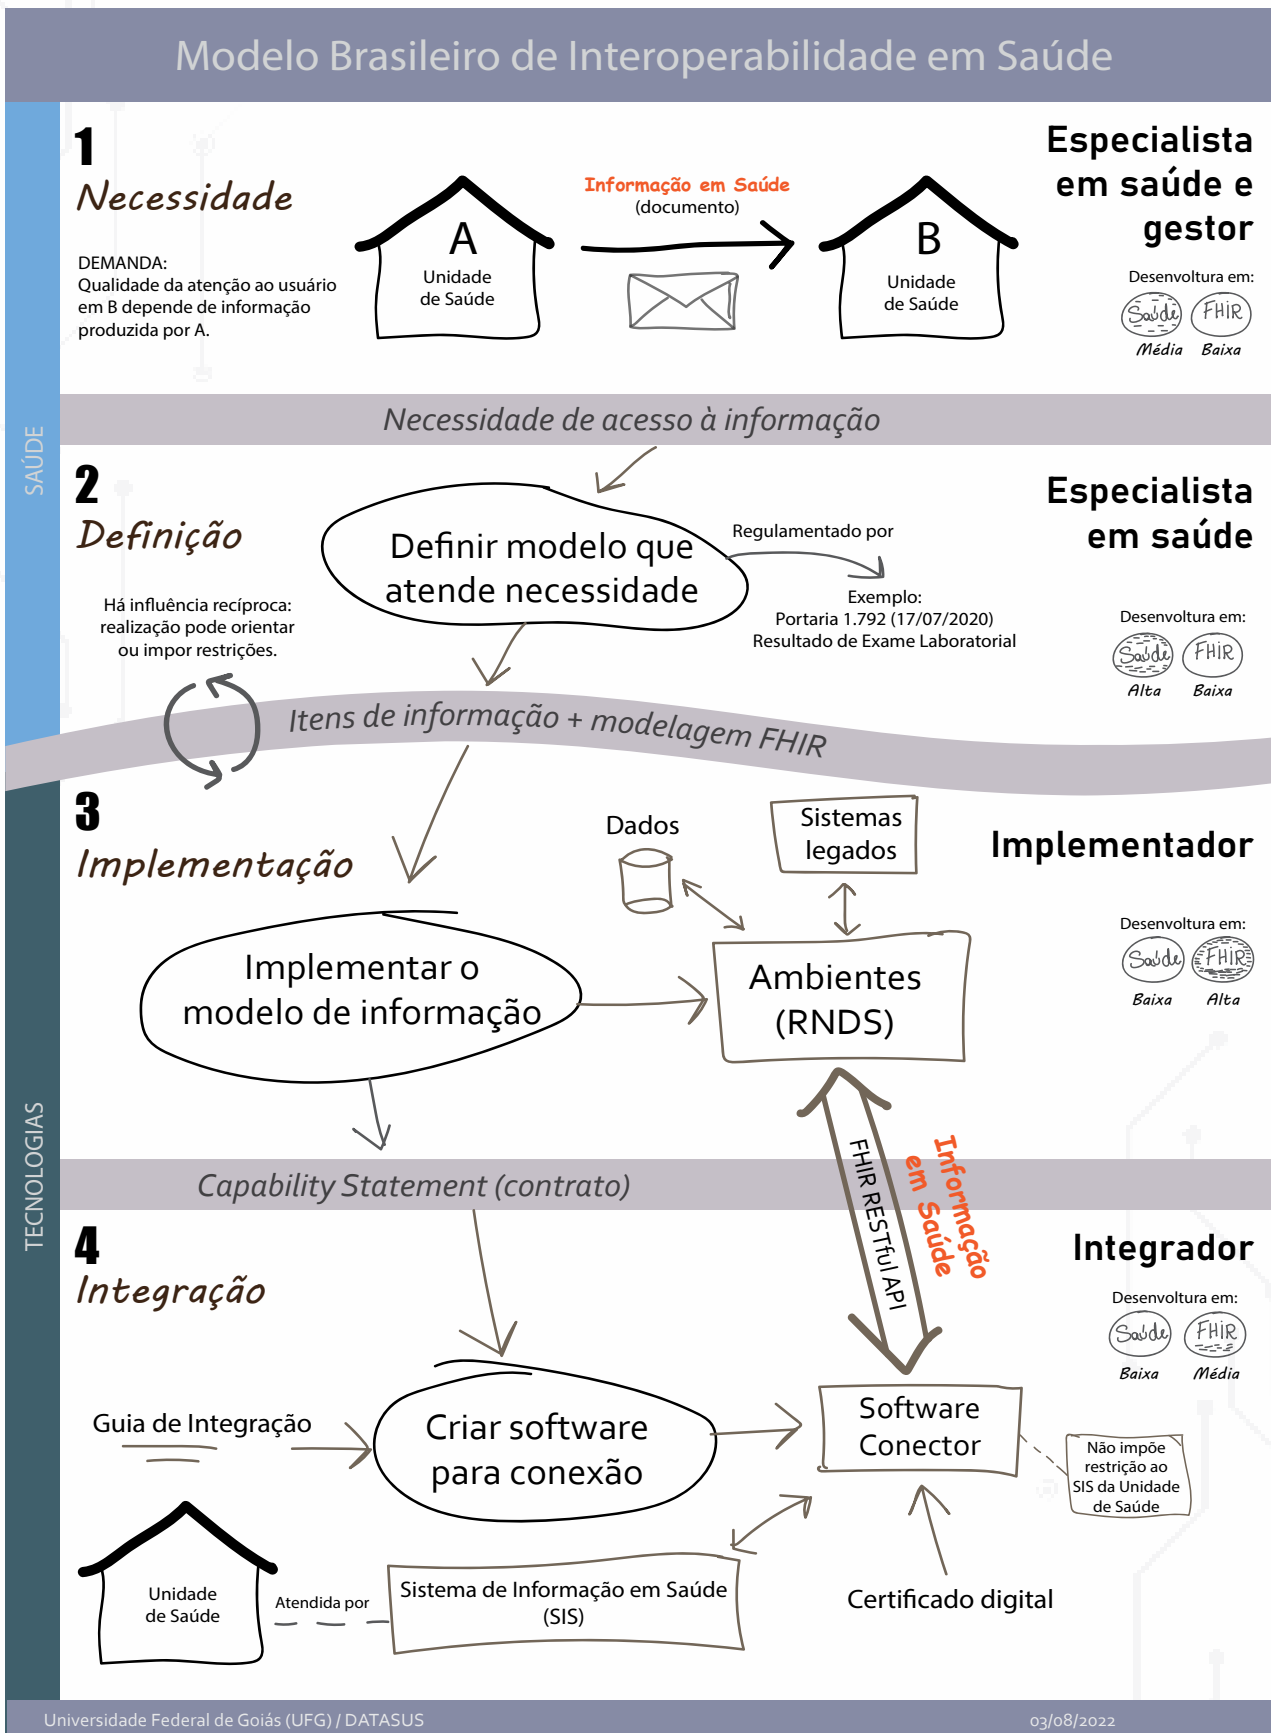 Modelo Brasileiro de Interoperabilidade em Saúde
SAÚDE
1
Necessidade
DEMANDA:
Qualidade da atenção ao usuário
em B depende de informação
produzida por A.
A
Unidade
de Saúde
Informação em Saúde
(documento)
B
Unidade
de Saúde
Especialista
em saúde e
gestor
Desenvoltura em:
Saúde FHIR
Média Baixa
Necessidade de acesso à informação
2
Definição
Há influência recíproca:
realização pode orientar
ou impor restrições.
Definir modelo que
atende necessidade
Regulamentado por
Exemplo:
Portaria 1.792 (17/07/2020)
Resultado de Exame Laboratorial
Especialista
em saúde
Desenvoltura em:
Saúde FHIR
Alta Baixa
Itens de informação + modelagem FHIR
TECNOLOGIAS
3
Implementação
Implementar o
modelo de informação
Dados
Sistemas
legados
Ambientes
(RNDS)
Implementador
Desenvoltura em:
Saúde FHIR
Baixa Alta
FHIR RESTful API
Informação
em Saúde
Capability Statement (contrato)
4
Integração
Guia de Integração
Criar software
para conexão
Software
Conector
Não impõe
restrição ao
SIS da Unidade
de Saúde
Integrador
Desenvoltura em:
Saúde FHIR
Baixa Média
Unidade
de Saúde
Atendida por
Sistema de Informação em Saúde
(SIS)
Certificado digital
Universidade Federal de Goiás (UFG) / DATASUS
03/08/2022